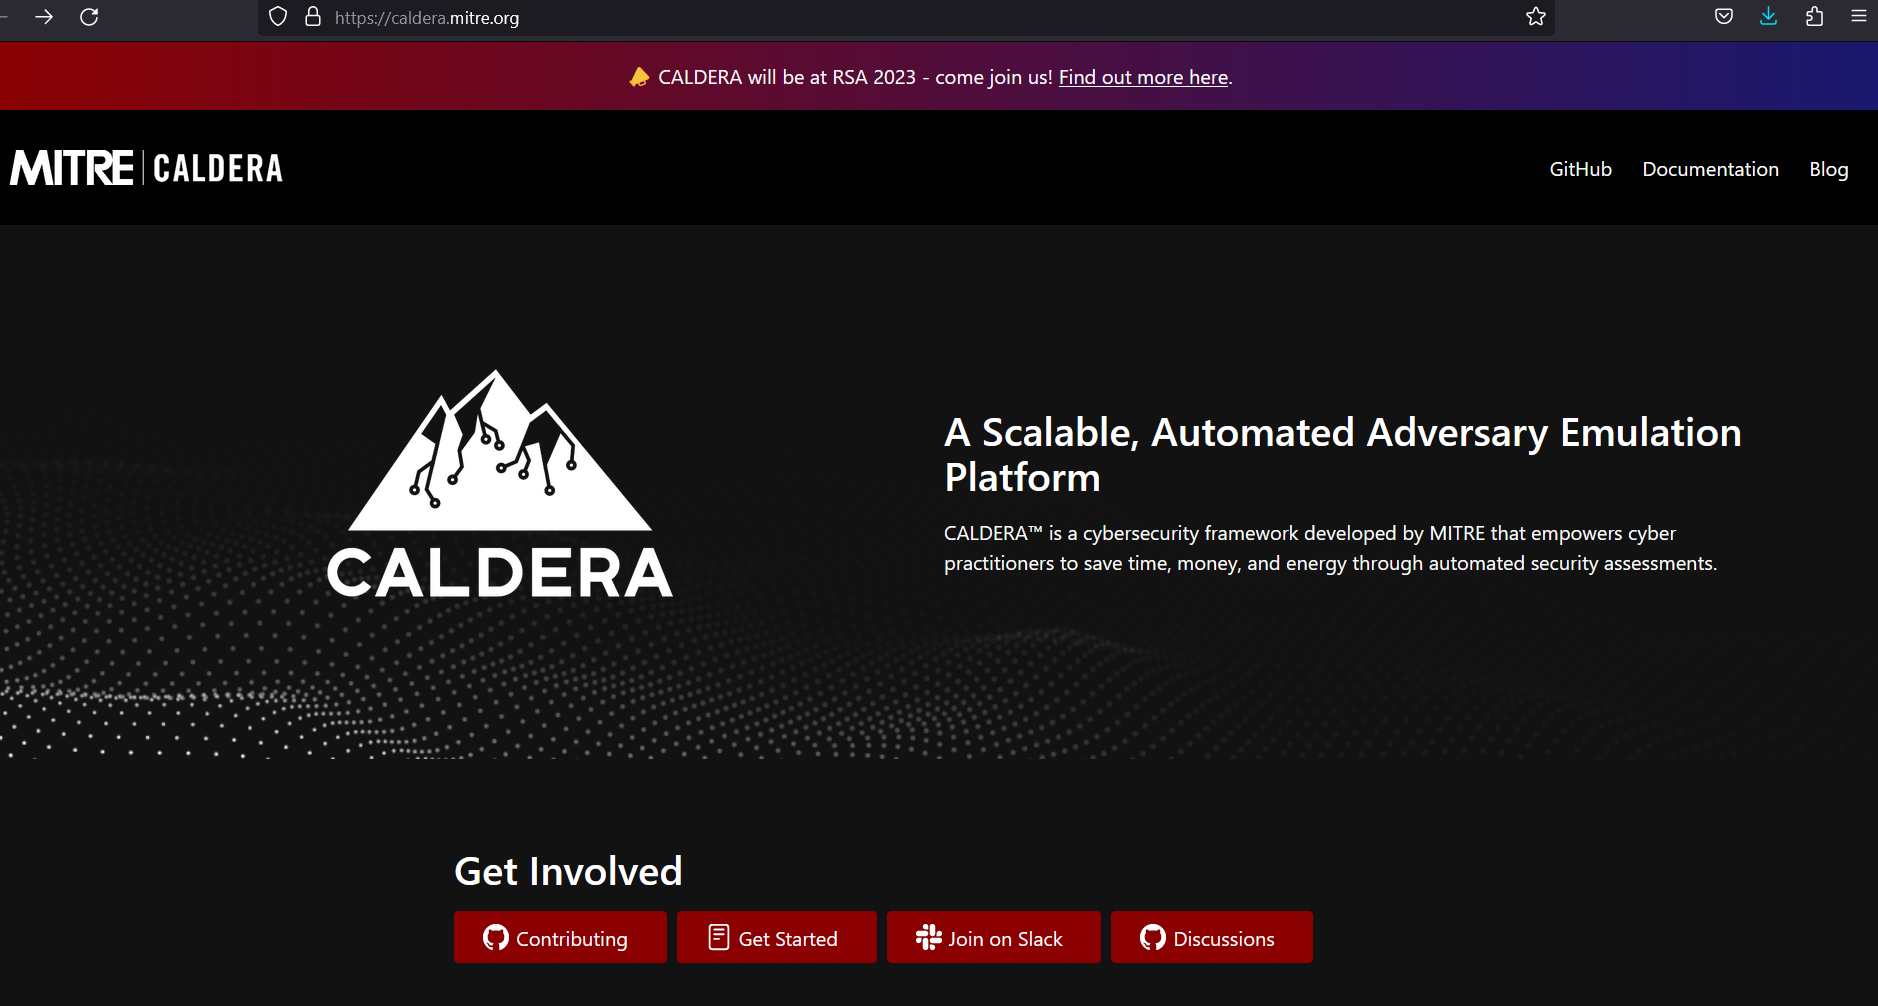 https://caldera.mitre.org
CALDERA will be at RSA 2023 - come join us! Find out more here.
MITRE | CALDERA
GitHub Documentation Blog
CALDERA
A Scalable, Automated Adversary Emulation
Platform
CALDERA™ is a cybersecurity framework developed by MITRE that empowers cyber
practitioners to save time, money, and energy through automated security assessments.
Get Involved
Contributing Get Started Join on Slack Discussions